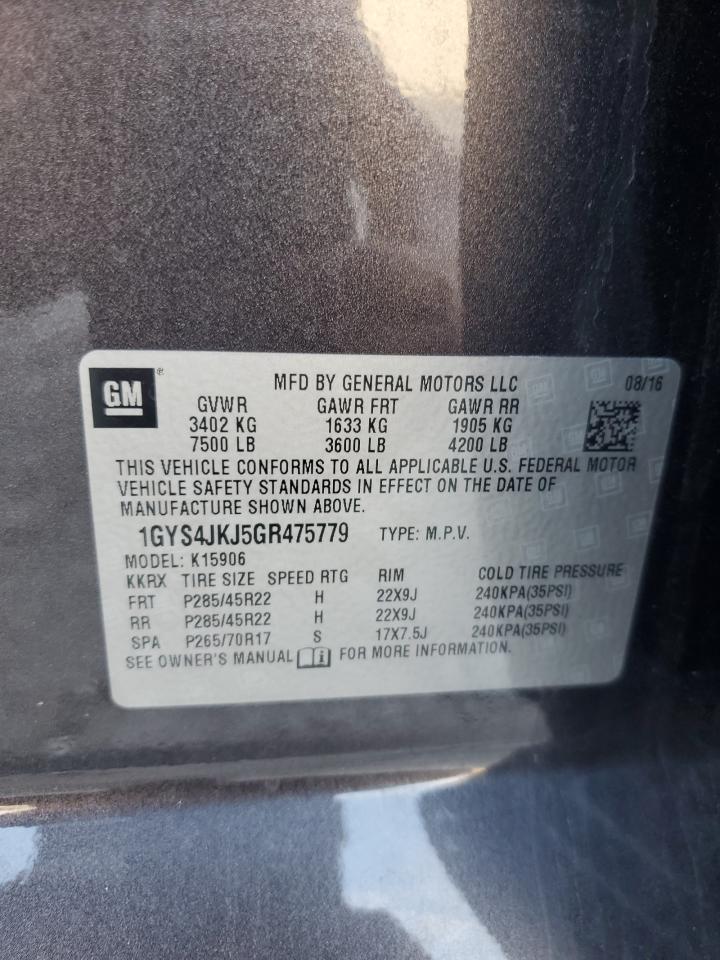 GM®
MFD BY GENERAL MOTORS LLC 08/16
GVWR GAWR FRT GAWR RR
3402 KG 1633 KG 1905 KG
7500 LB 3600 LB 4200 LB
THIS VEHICLE CONFORMS TO ALL APPLICABLE U.S. FEDERAL MOTOR
VEHICLE SAFETY STANDARDS IN EFFECT ON THE DATE OF
MANUFACTURE SHOWN ABOVE.
1GYS4JKJ5GR475779 TYPE: M.P.V.
MODEL: K15906
KKRX TIRE SIZE SPEED RTG RIM COLD TIRE PRESSURE
FRT P285/45R22 H 22X9J 240KPA(35PSI)
RR P285/45R22 H 22X9J 240KPA(35PSI)
SPA P265/70R17 S 17X7.5J 240KPA(35PSI)
SEE OWNER'S MANUAL i FOR MORE INFORMATION.